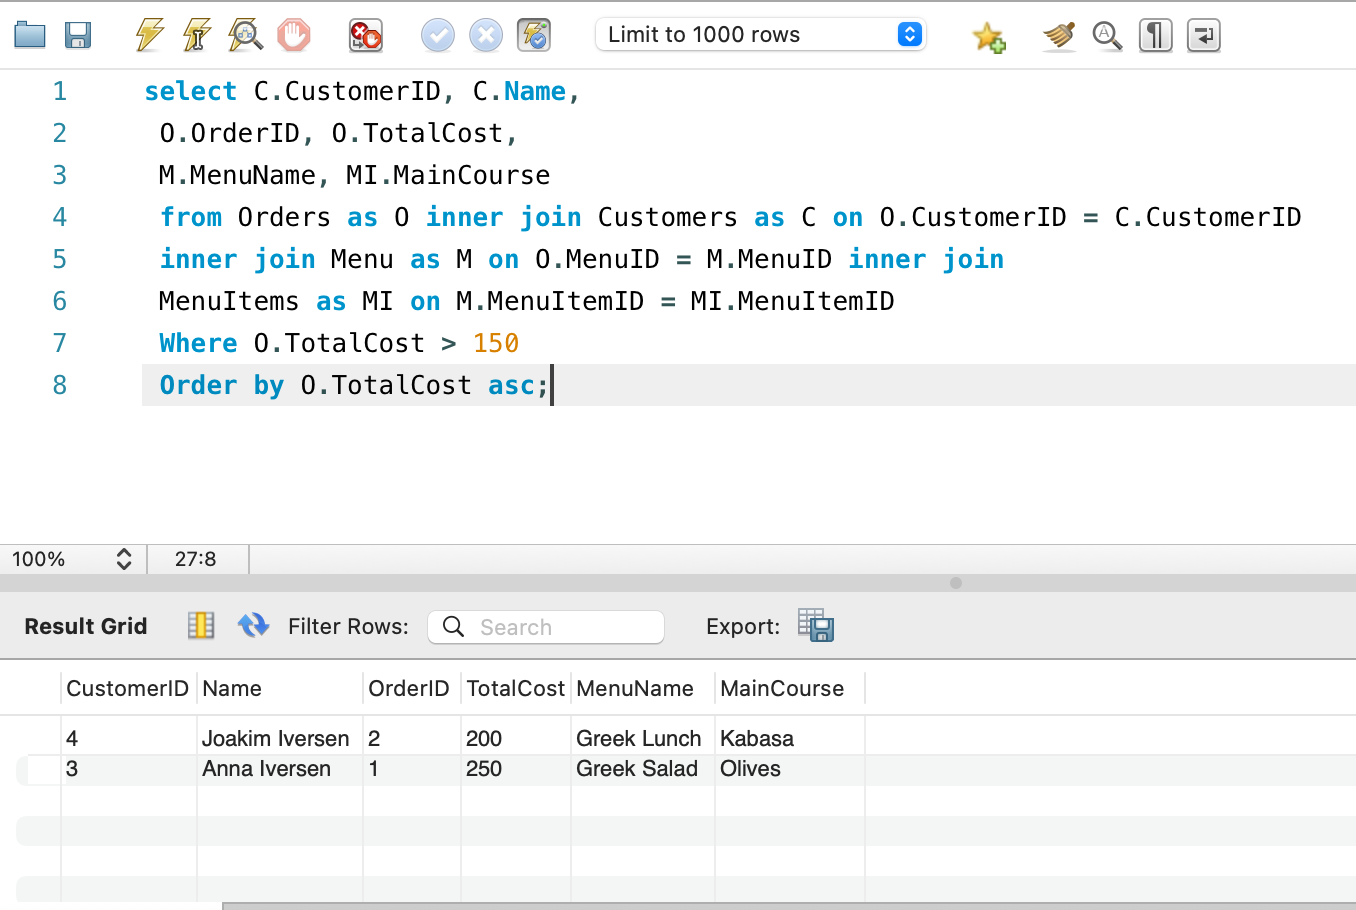 Limit to 1000 rows
1 select C.CustomerID, C.Name,
2 O.OrderID, O.TotalCost,
3 M.MenuName, MI.MainCourse
4 from Orders as O inner join Customers as C on O.CustomerID = C.CustomerID
5 inner join Menu as M on O.MenuID = M.MenuID inner join
6 MenuItems as MI on M.MenuItemID = MI.MenuItemID
7 Where O.TotalCost > 150
8 Order by O.TotalCost asc;
100% 27:8
Result Grid Filter Rows: Search Export:
CustomerID Name OrderID TotalCost MenuName MainCourse
4 Joakim Iversen 2 200 Greek Lunch Kabasa
3 Anna Iversen 1 250 Greek Salad Olives